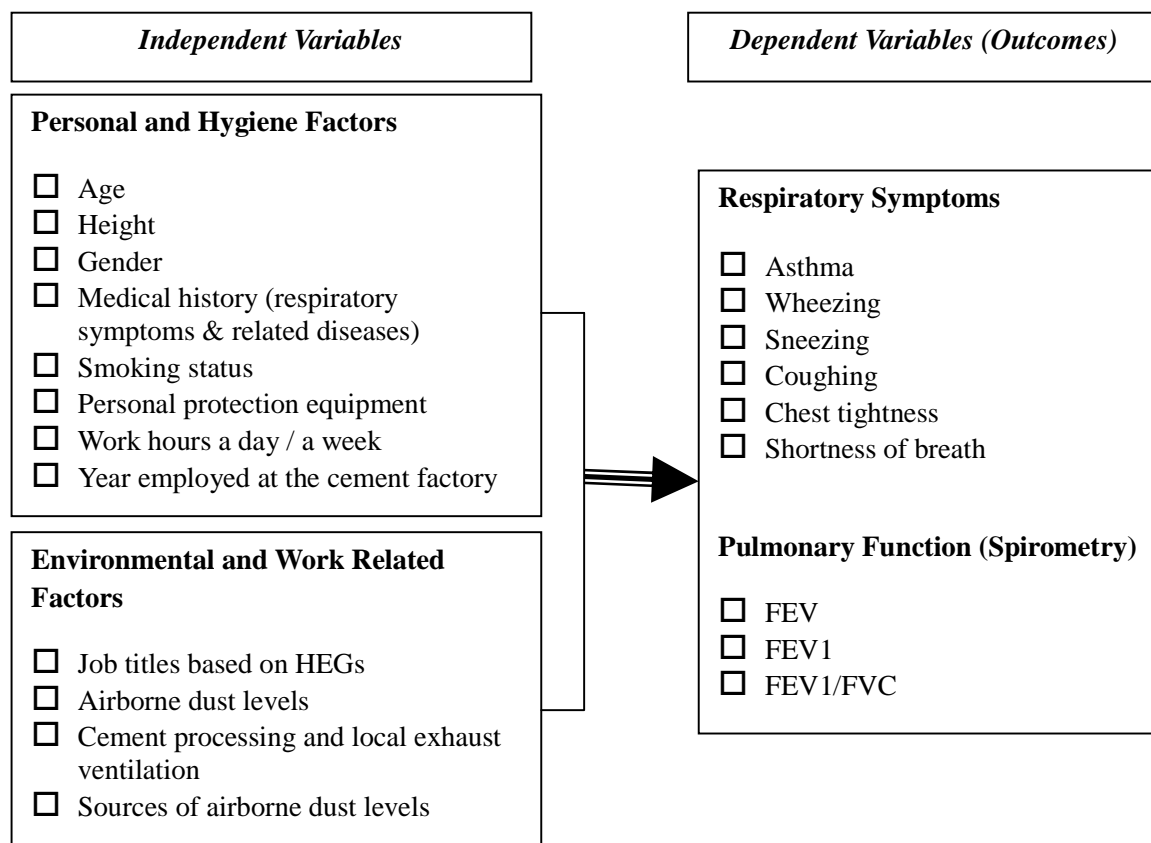 Independent Variables
Personal and Hygiene Factors
Age
Height
Gender
Medical history (respiratory
symptoms & related diseases)
Smoking status
Personal protection equipment
Work hours a day / a week
Year employed at the cement factory
Environmental and Work Related
Factors
Job titles based on HEGs
Airborne dust levels
Cement processing and local exhaust
ventilation
Sources of airborne dust levels
Dependent Variables (Outcomes)
Respiratory Symptoms
Asthma
Wheezing
Sneezing
Coughing
Chest tightness
Shortness of breath
Pulmonary Function (Spirometry)
FEV
FEV1
FEV1/FVC